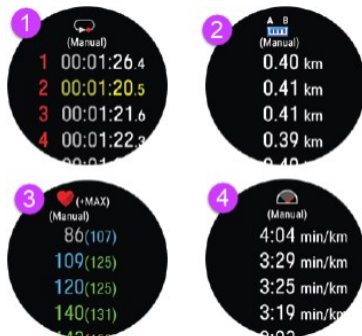 1
(Manual)
1 00:01:26.4
2 00:01:20.5
3 00:01:21.6
4 00:01:22.3
2
A B
(Manual)
0.40 km
0.41 km
0.41 km
0.39 km
3
(+MAX)
(Manual)
86(107)
109(125)
120(125)
140(131)
4
(Manual)
4:04 min/km
3:29 min/km
3:25 min/km
3:19 min/km